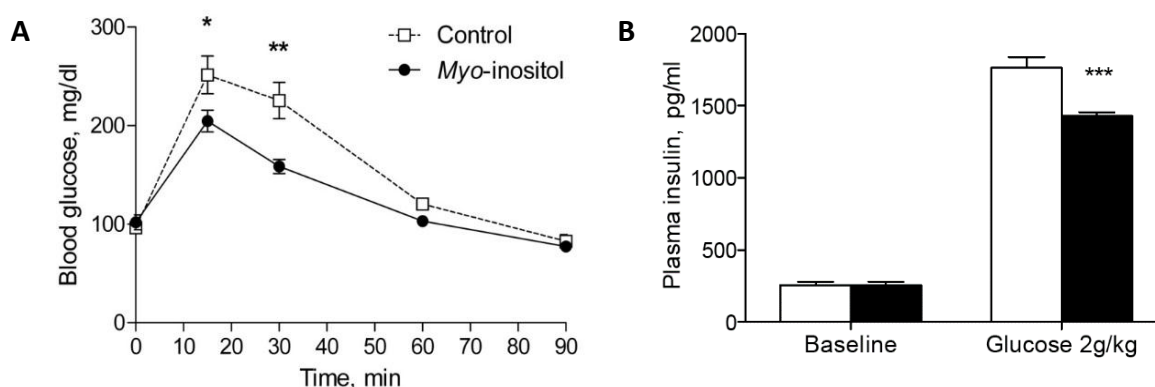 A
Blood glucose, mg/dl
300
200
100
0
*
**
Control
Myo-inositol
0 10 20 30 40 50 60 70 80 90
Time, min
B
Plasma insulin, pg/ml
2000
1500
1000
500
0
***
Baseline
Glucose 2g/kg